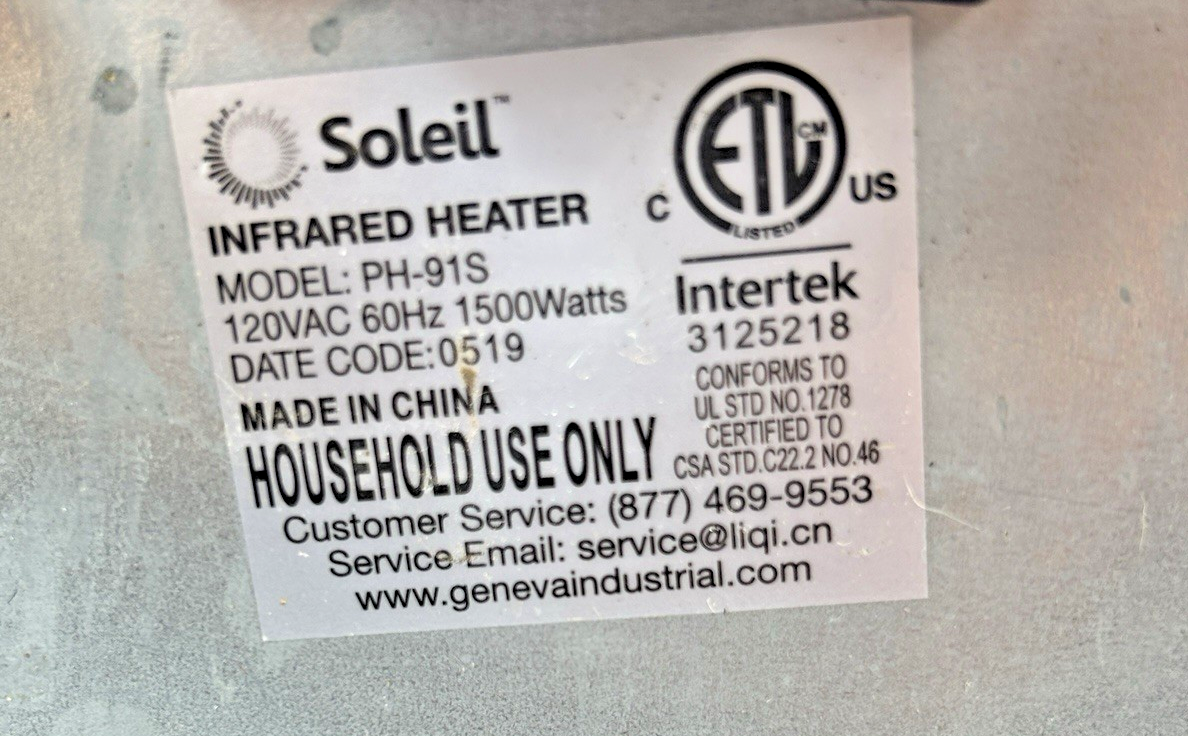 Soleil™
INFRARED HEATER
MODEL: PH-91S
120VAC 60Hz 1500Watts
DATE CODE:0519
MADE IN CHINA
HOUSEHOLD USE ONLY
ETL CM
LISTED
C US
Intertek
3125218
CONFORMS TO
UL STD NO.1278
CERTIFIED TO
CSA STD.C22.2 NO.46
Customer Service: (877) 469-9553
Service Email: service@liqi.cn
www.genevaindustrial.com